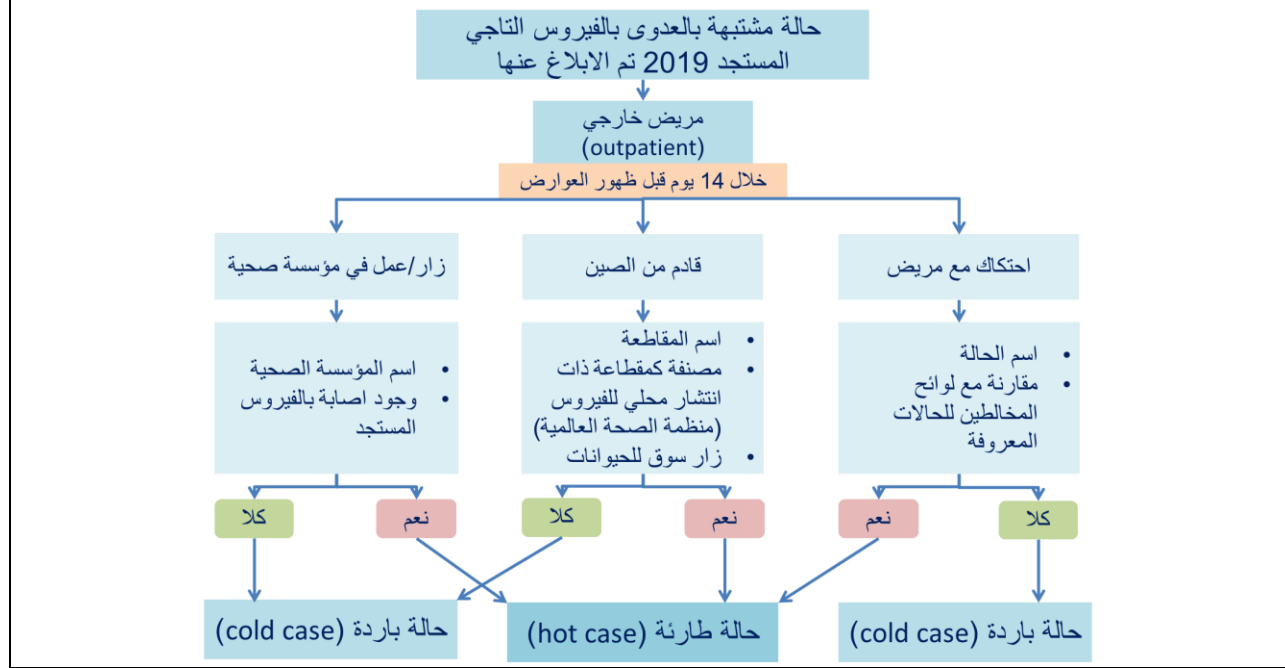 حالة مشتبهة بالعدوى بالفيروس التاجي
المستجد 2019 تم الابلاغ عنها
مريض خارجي
(outpatient)
خلال 14 يوم قبل ظهور العوارض
احتكاك مع مريض
قادم من الصين
زار/عمل في مؤسسة صحية
• اسم الحالة
• مقارنة مع لوائح
المخالطين للحالات
المعروفة
• اسم المقاطعة
• مصنفة كمقطاعة ذات
انتشار محلي للفيروس
(منظمة الصحة العالمية)
• زار سوق للحيوانات
• اسم المؤسسة الصحية
• وجود اصابة بالفيروس
المستجد
كلا
نعم
نعم
كلا
نعم
كلا
حالة باردة (cold case)
حالة طارئة (hot case)
حالة باردة (cold case)